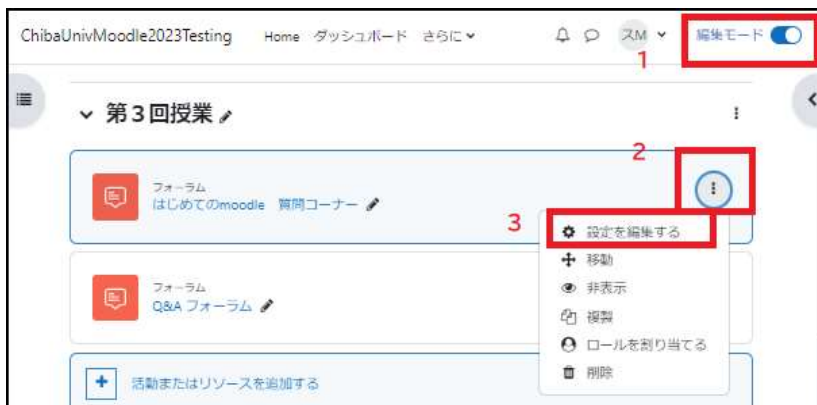 ChibaUnivMoodle2023Testing Home ダッシュボード さらに スM 編集モード
1
第3回授業
2
フォーラム
はじめてのmoodle 質問コーナー
3
設定を編集する
移動
非表示
フォーラム
Q&A フォーラム
複製
ロールを割り当てる
削除
活動またはリソースを追加する